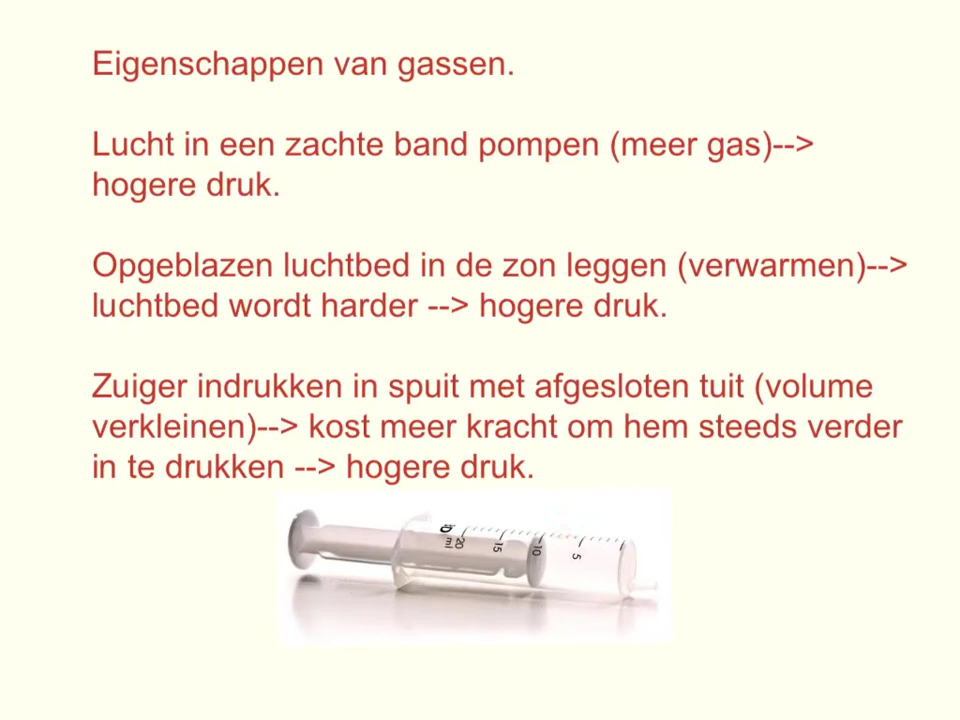 Eigenschappen van gassen.
Lucht in een zachte band pompen (meer gas)-->
hogere druk.
Opgeblazen luchtbed in de zon leggen (verwarmen)-->
luchtbed wordt harder --> hogere druk.
Zuiger indrukken in spuit met afgesloten tuit (volume
verkleinen)--> kost meer kracht om hem steeds verder
in te drukken --> hogere druk.
ml 20 15 10 5